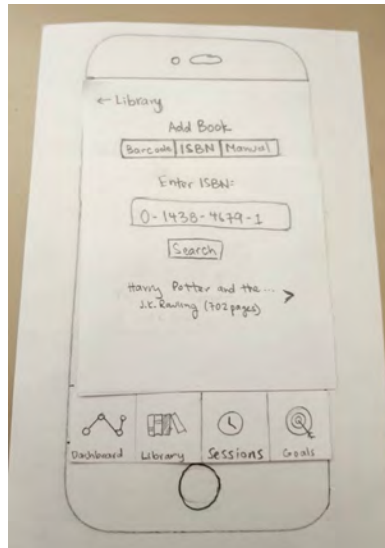 ← Library
Add Book
Barcode ISBN Manual
Enter ISBN:
0-1438-4679-1
Search
Harry Potter and the ...
J.K. Rowling (702 pages)
>
Dashboard Library Sessions Goals